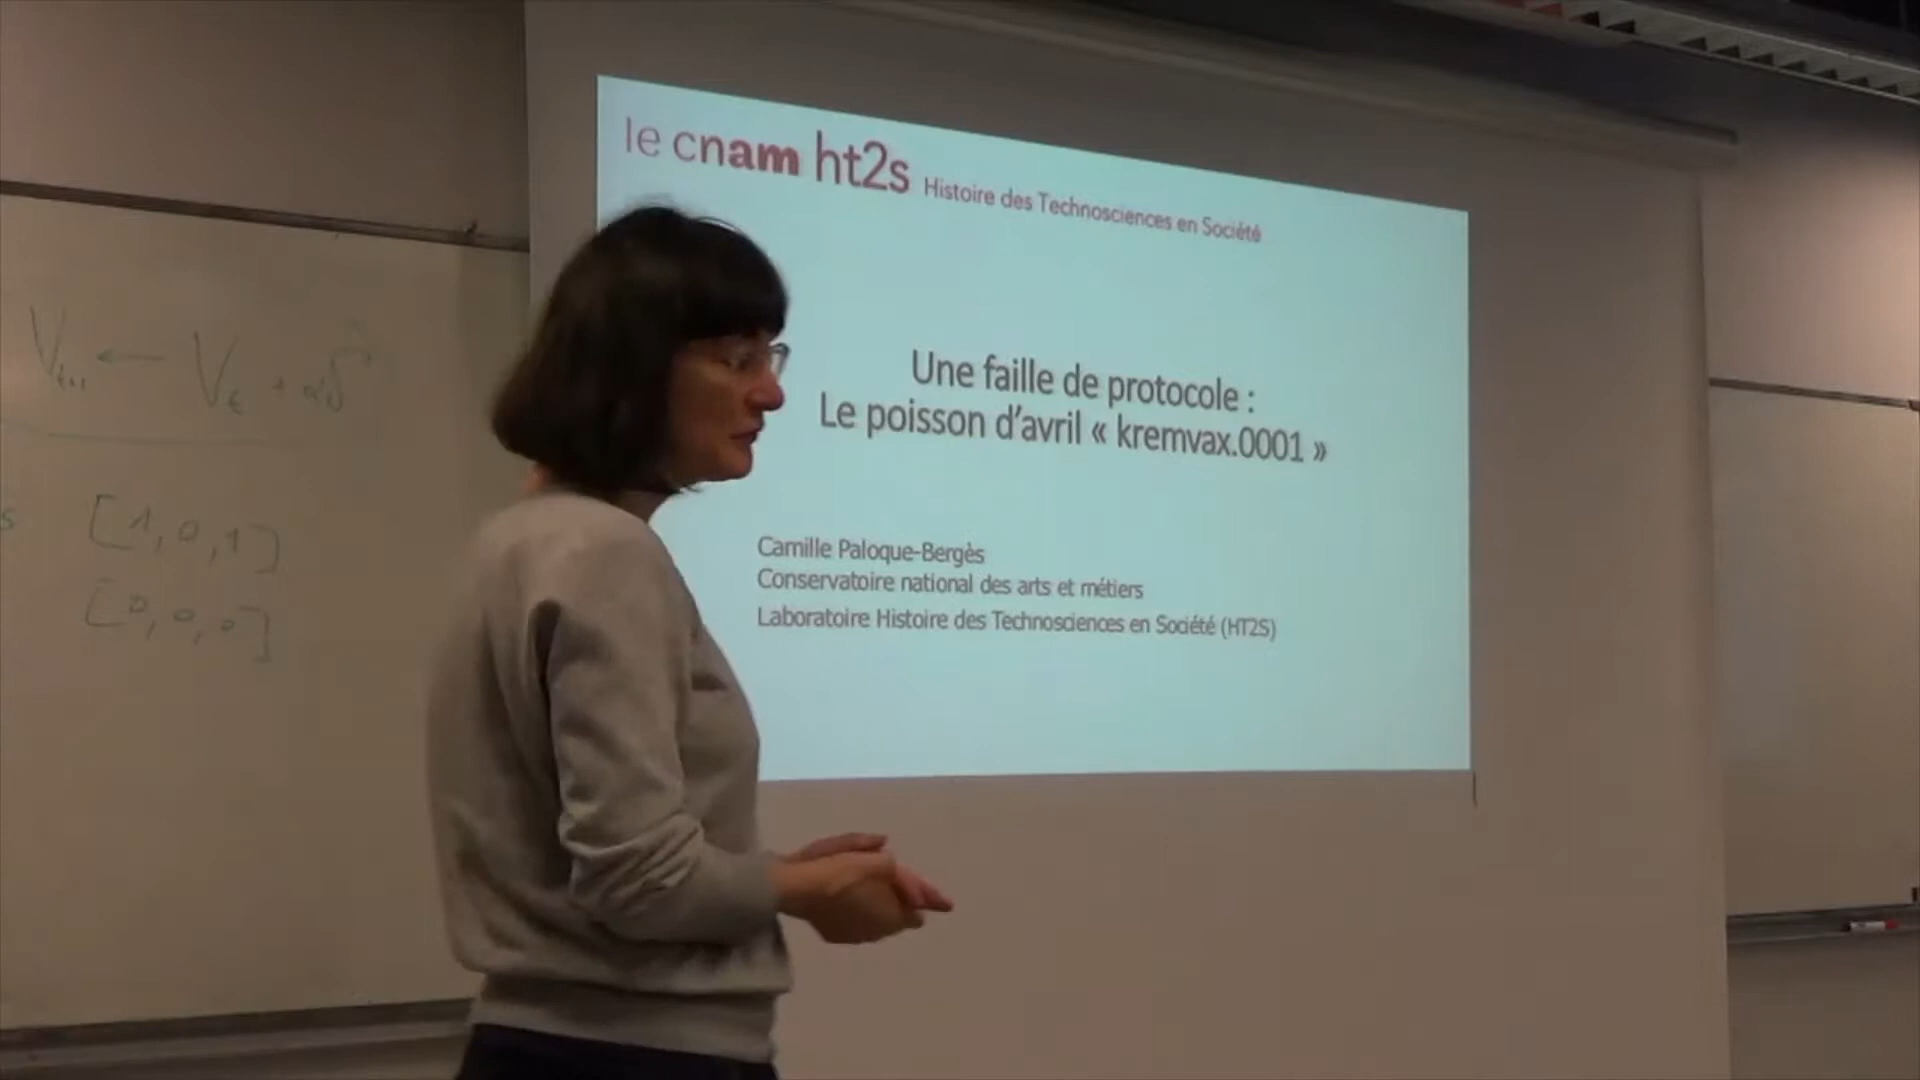 le cnam ht2s Histoire des Technosciences en Société
Une faille de protocole :
Le poisson d’avril « kremvax.0001 »
Camille Paloque-Bergès
Conservatoire national des arts et métiers
Laboratoire Histoire des Technosciences en Société (HT2S)
[1,0,1]
[0,0,0]